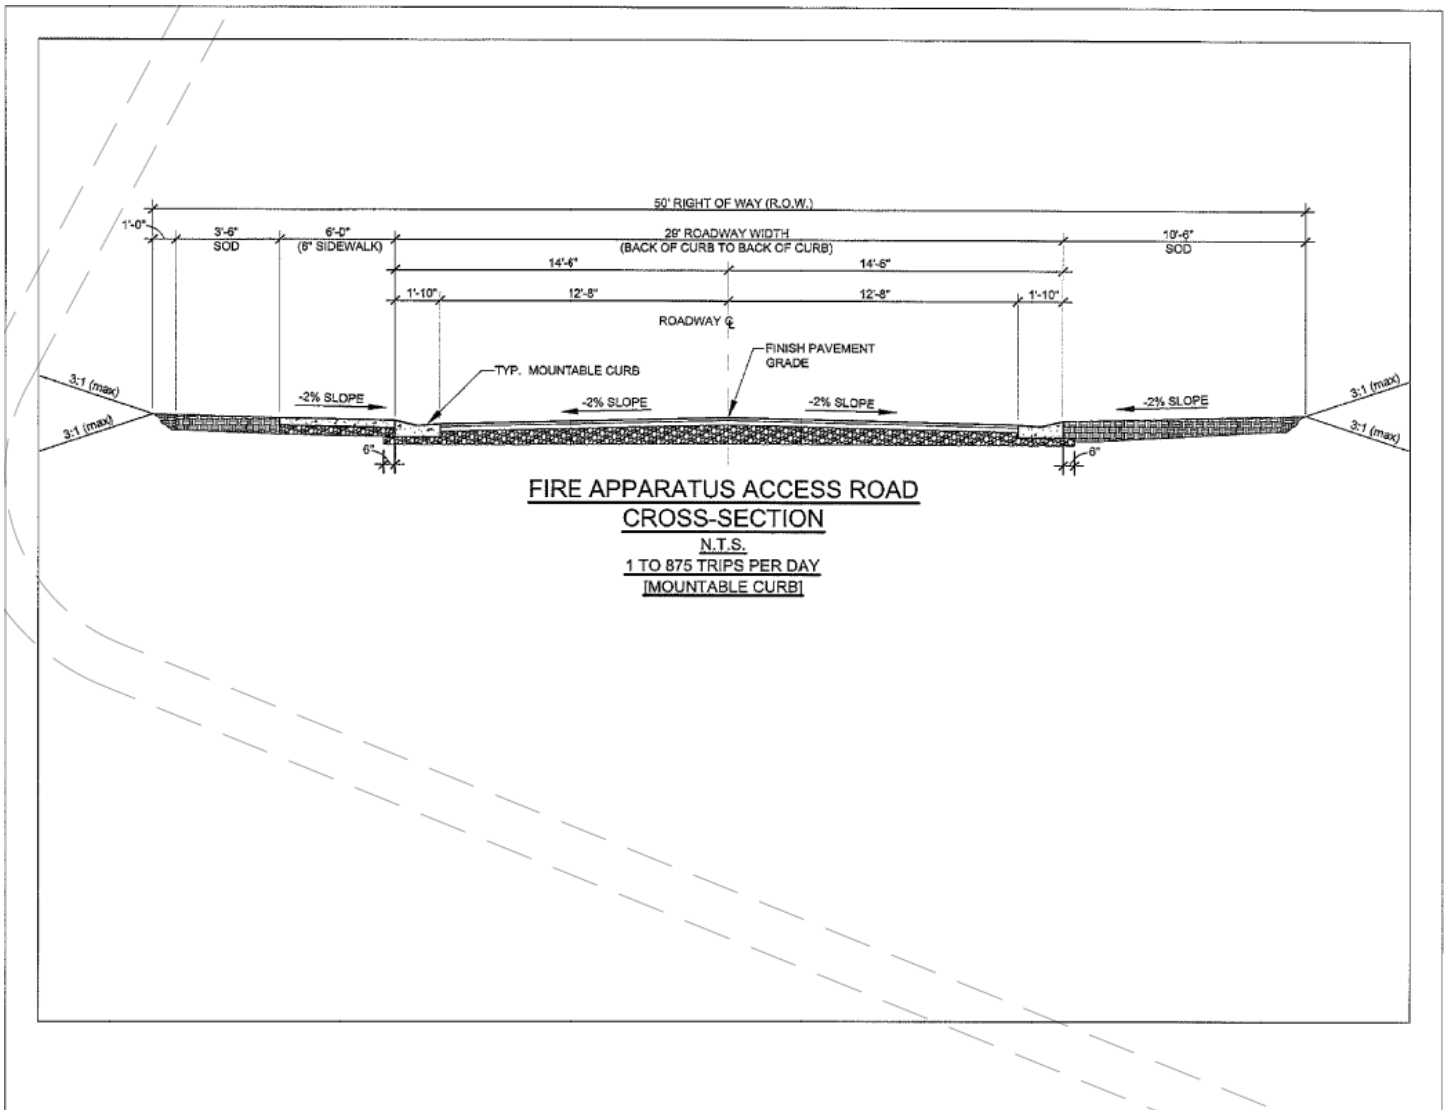 50' RIGHT OF WAY (R.O.W.)
1'-0"
3'-6"
SOD
6'-0"
(6" SIDEWALK)
29' ROADWAY WIDTH
(BACK OF CURB TO BACK OF CURB)
10'-6"
SOD
14'-6"
14'-6"
1'-10"
12'-8"
12'-8"
1'-10"
ROADWAY ℄
FINISH PAVEMENT
GRADE
TYP. MOUNTABLE CURB
3:1 (max)
3:1 (max)
-2% SLOPE
-2% SLOPE
-2% SLOPE
-2% SLOPE
3:1 (max)
3:1 (max)
6"
6"
FIRE APPARATUS ACCESS ROAD
CROSS-SECTION
N.T.S.
1 TO 875 TRIPS PER DAY
[MOUNTABLE CURB]